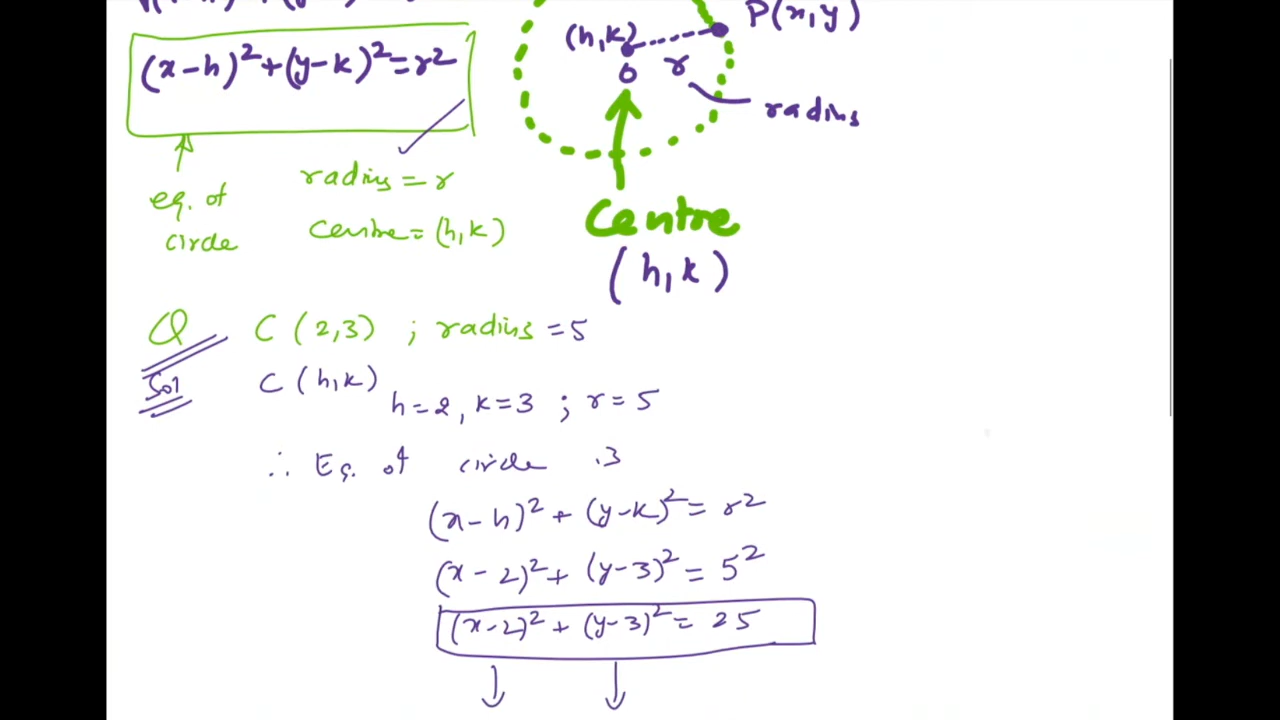 (x-h)²+(y-k)²=r²
(h,k)
P(x,y)
O
r
radius
eq. of
circle
radius = r
Centre = (h,k)
Centre
(h,k)
Q C (2,3) ; radius = 5
Sol C (h,k)
h=2, k=3 ; r=5
∴ Eq. of circle is
(x-h)² + (y-k)² = r²
(x-2)² + (y-3)² = 5²
(x-2)² + (y-3)² = 25